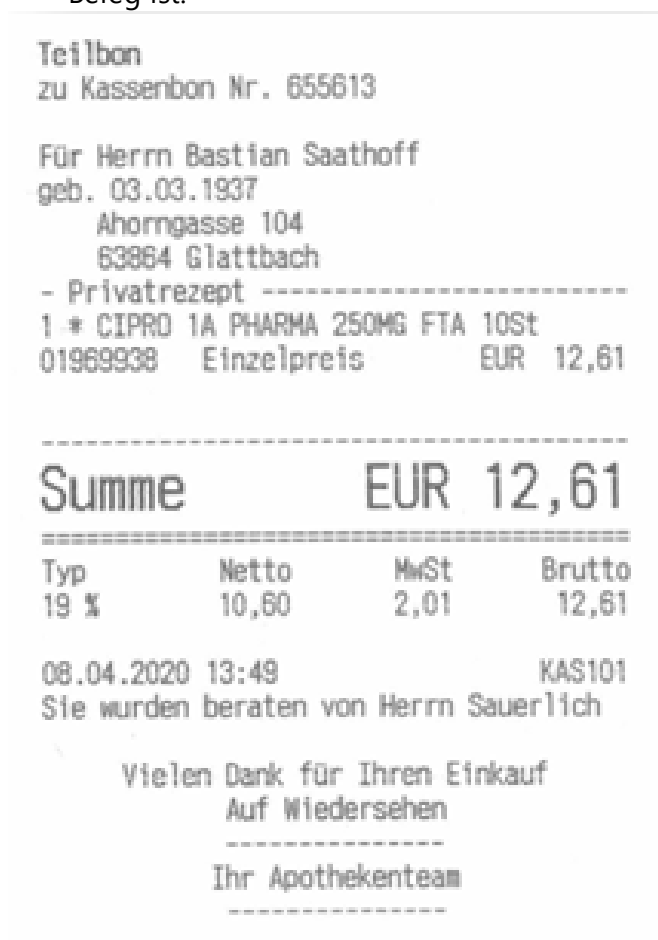 Beleg ist.
Teilbon
zu Kassenbon Nr. 655613
Für Herrn Bastian Saathoff
geb. 03.03.1937
Ahorngasse 104
63864 Glattbach
- Privatrezept -------------------------
1 * CIPRO 1A PHARMA 250MG FTA 10St
01969938 Einzelpreis EUR 12,61
----------------------------------------
Summe EUR 12,61
========================================
Typ Netto MwSt Brutto
19 % 10,60 2,01 12,61
08.04.2020 13:49 KAS101
Sie wurden beraten von Herrn Sauerlich
Vielen Dank für Ihren Einkauf
Auf Wiedersehen
---------------
Ihr Apothekenteam
---------------